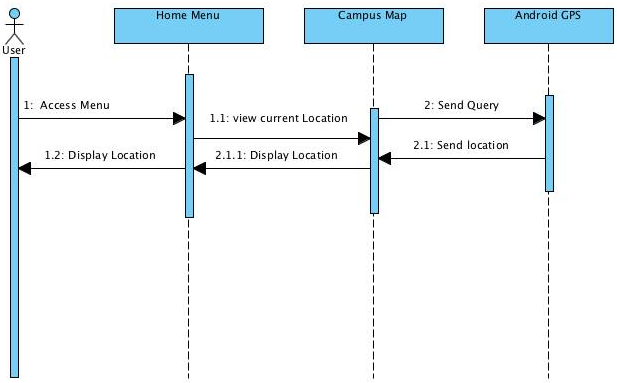 Home Menu
Campus Map
Android GPS
User
1: Access Menu
1.1: view current Location
2: Send Query
2.1: Send location
1.2: Display Location
2.1.1: Display Location